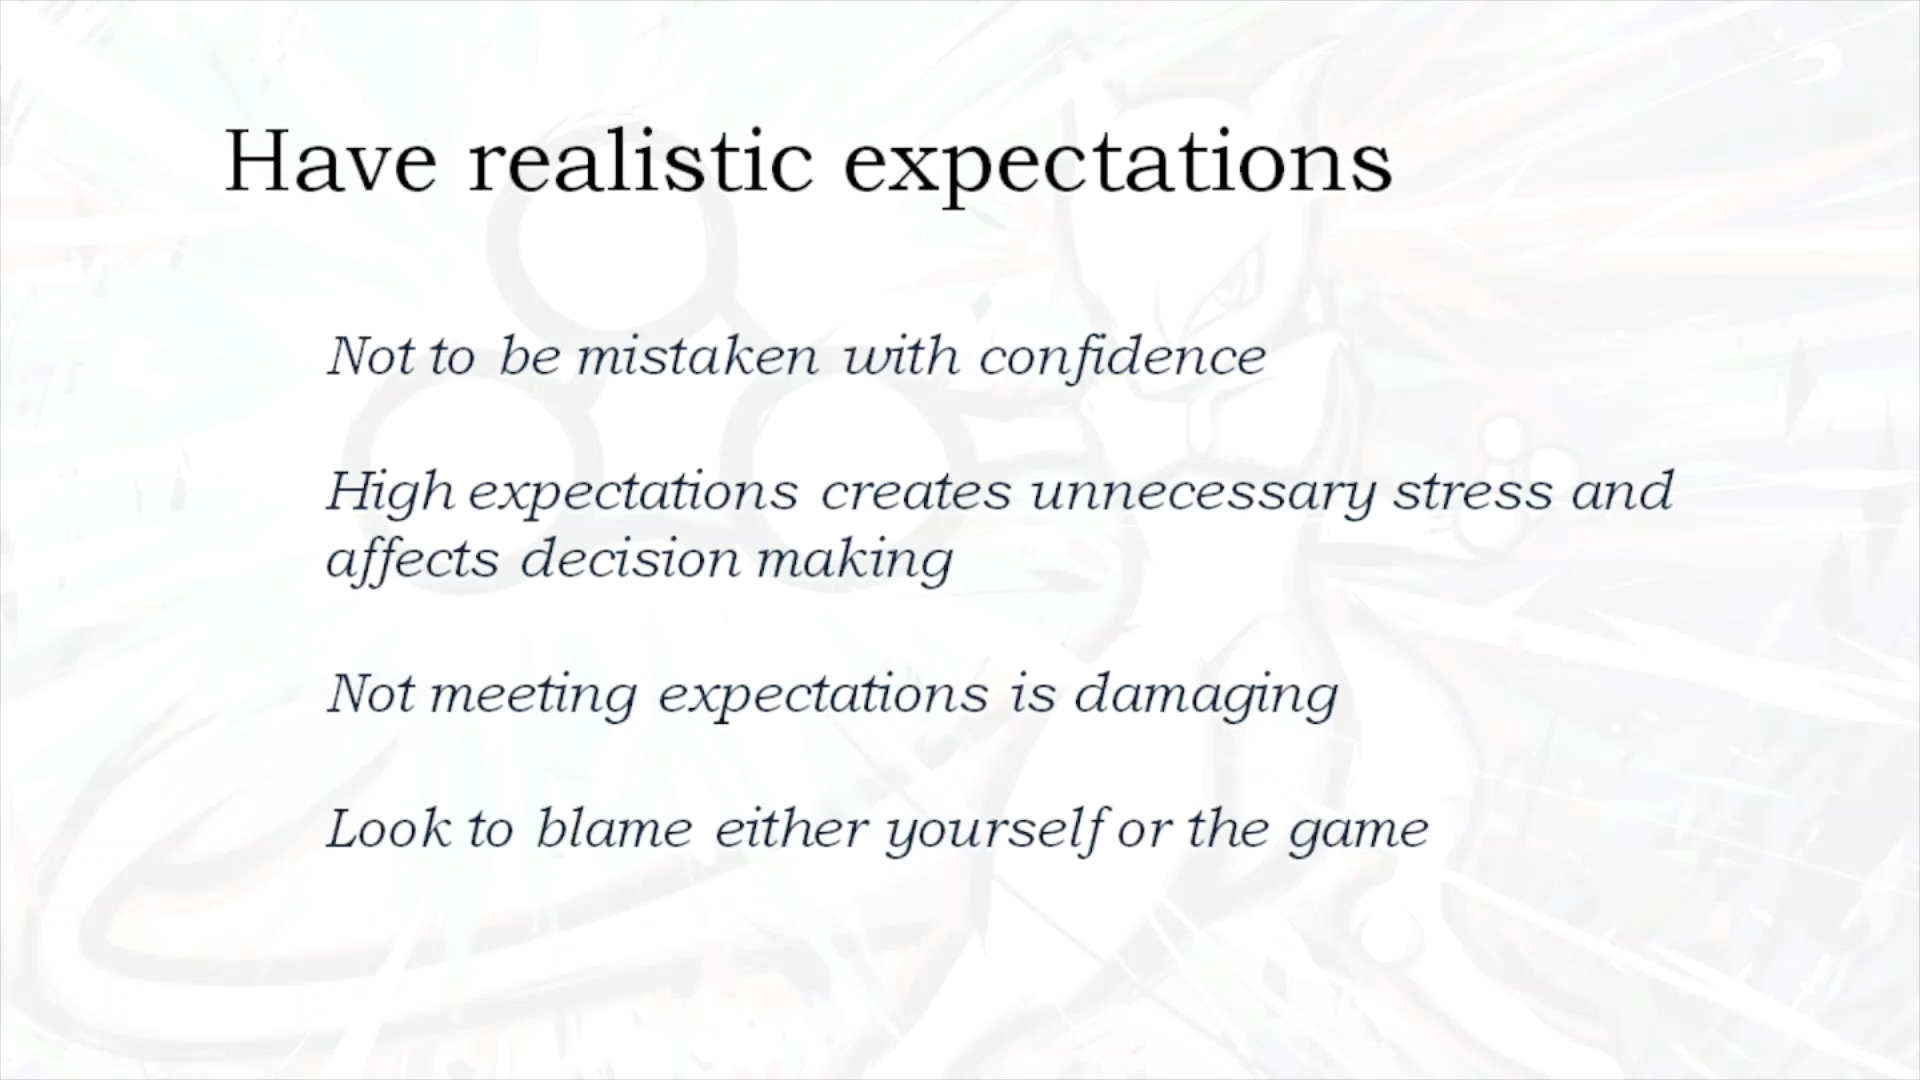 Have realistic expectations
Not to be mistaken with confidence
High expectations creates unnecessary stress and
affects decision making
Not meeting expectations is damaging
Look to blame either yourself or the game